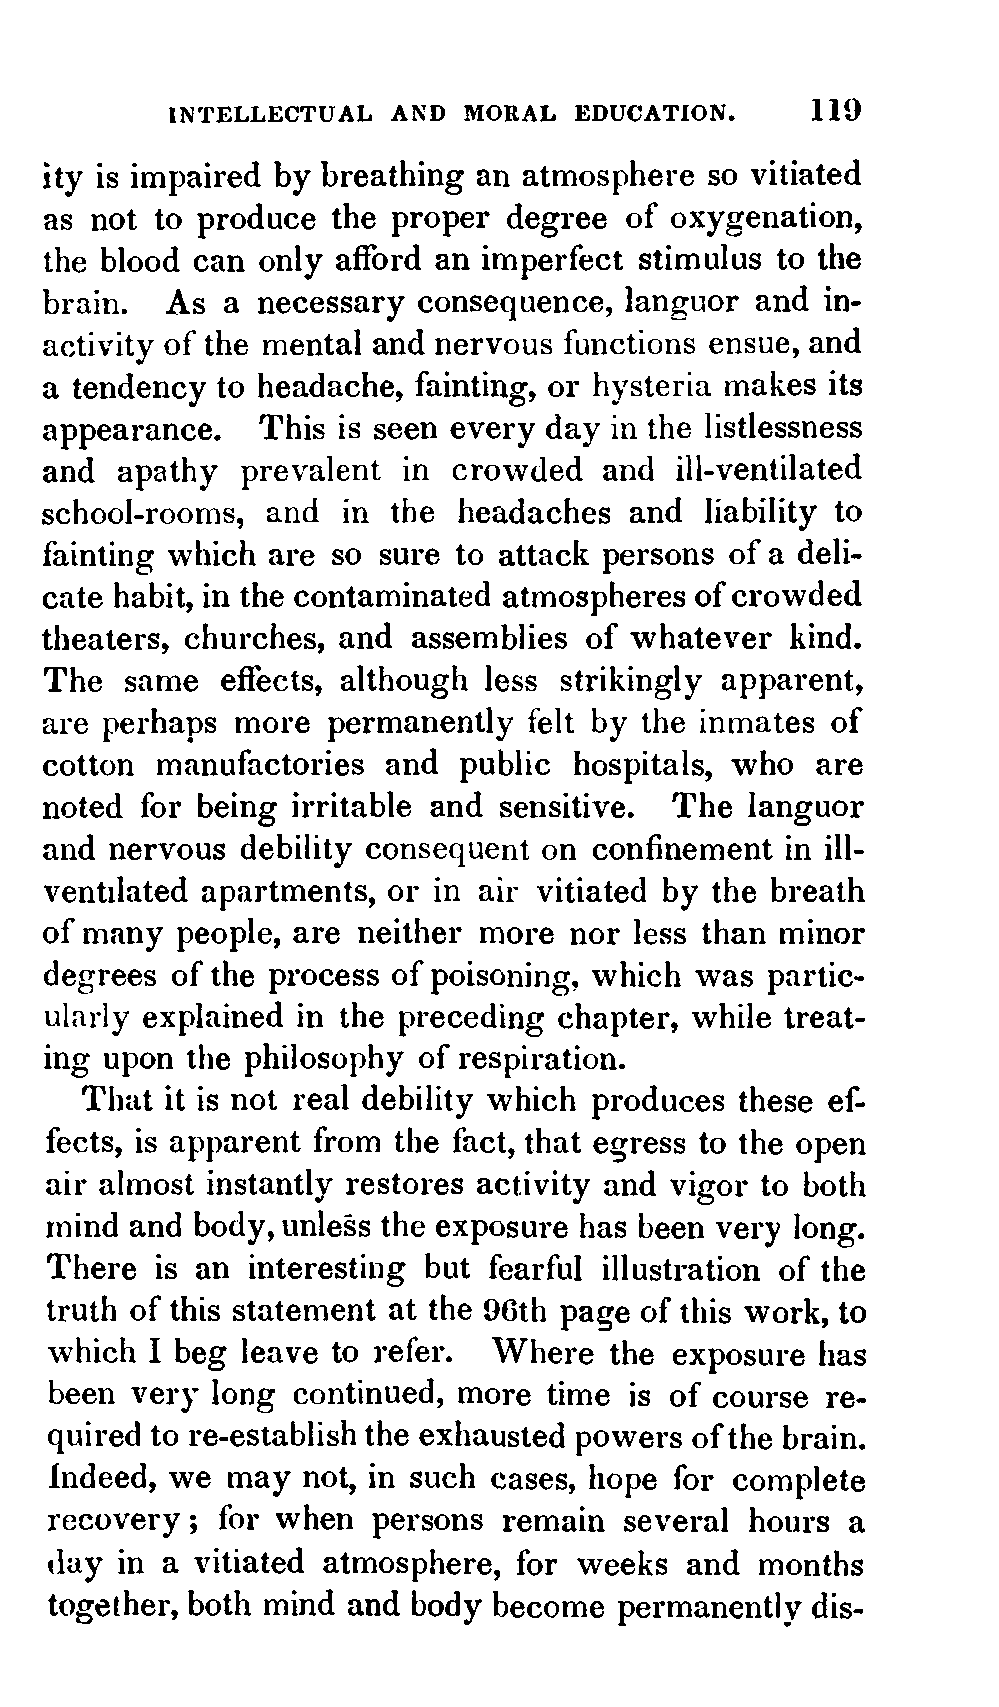 INTELLECTUAL AND MORAL EDUCATION. 119
ity is impaired by breathing an atmosphere so vitiated
as not to produce the proper degree of oxygenation,
the blood can only afford an imperfect stimulus to the
brain. As a necessary consequence, languor and in-
activity of the mental and nervous functions ensue, and
a tendency to headache, fainting, or hysteria makes its
appearance. This is seen every day in the listlessness
and apathy prevalent in crowded and ill-ventilated
school-rooms, and in the headaches and liability to
fainting which are so sure to attack persons of a deli-
cate habit, in the contaminated atmospheres of crowded
theaters, churches, and assemblies of whatever kind.
The same effects, although less strikingly apparent,
are perhaps more permanently felt by the inmates of
cotton manufactories and public hospitals, who are
noted for being irritable and sensitive. The languor
and nervous debility consequent on confinement in ill-
ventilated apartments, or in air vitiated by the breath
of many people, are neither more nor less than minor
degrees of the process of poisoning, which was partic-
ularly explained in the preceding chapter, while treat-
ing upon the philosophy of respiration.
That it is not real debility which produces these ef-
fects, is apparent from the fact, that egress to the open
air almost instantly restores activity and vigor to both
mind and body, unless the exposure has been very long.
There is an interesting but fearful illustration of the
truth of this statement at the 96th page of this work, to
which I beg leave to refer. Where the exposure has
been very long continued, more time is of course re-
quired to re-establish the exhausted powers of the brain.
Indeed, we may not, in such cases, hope for complete
recovery; for when persons remain several hours a
day in a vitiated atmosphere, for weeks and months
together, both mind and body become permanently dis-